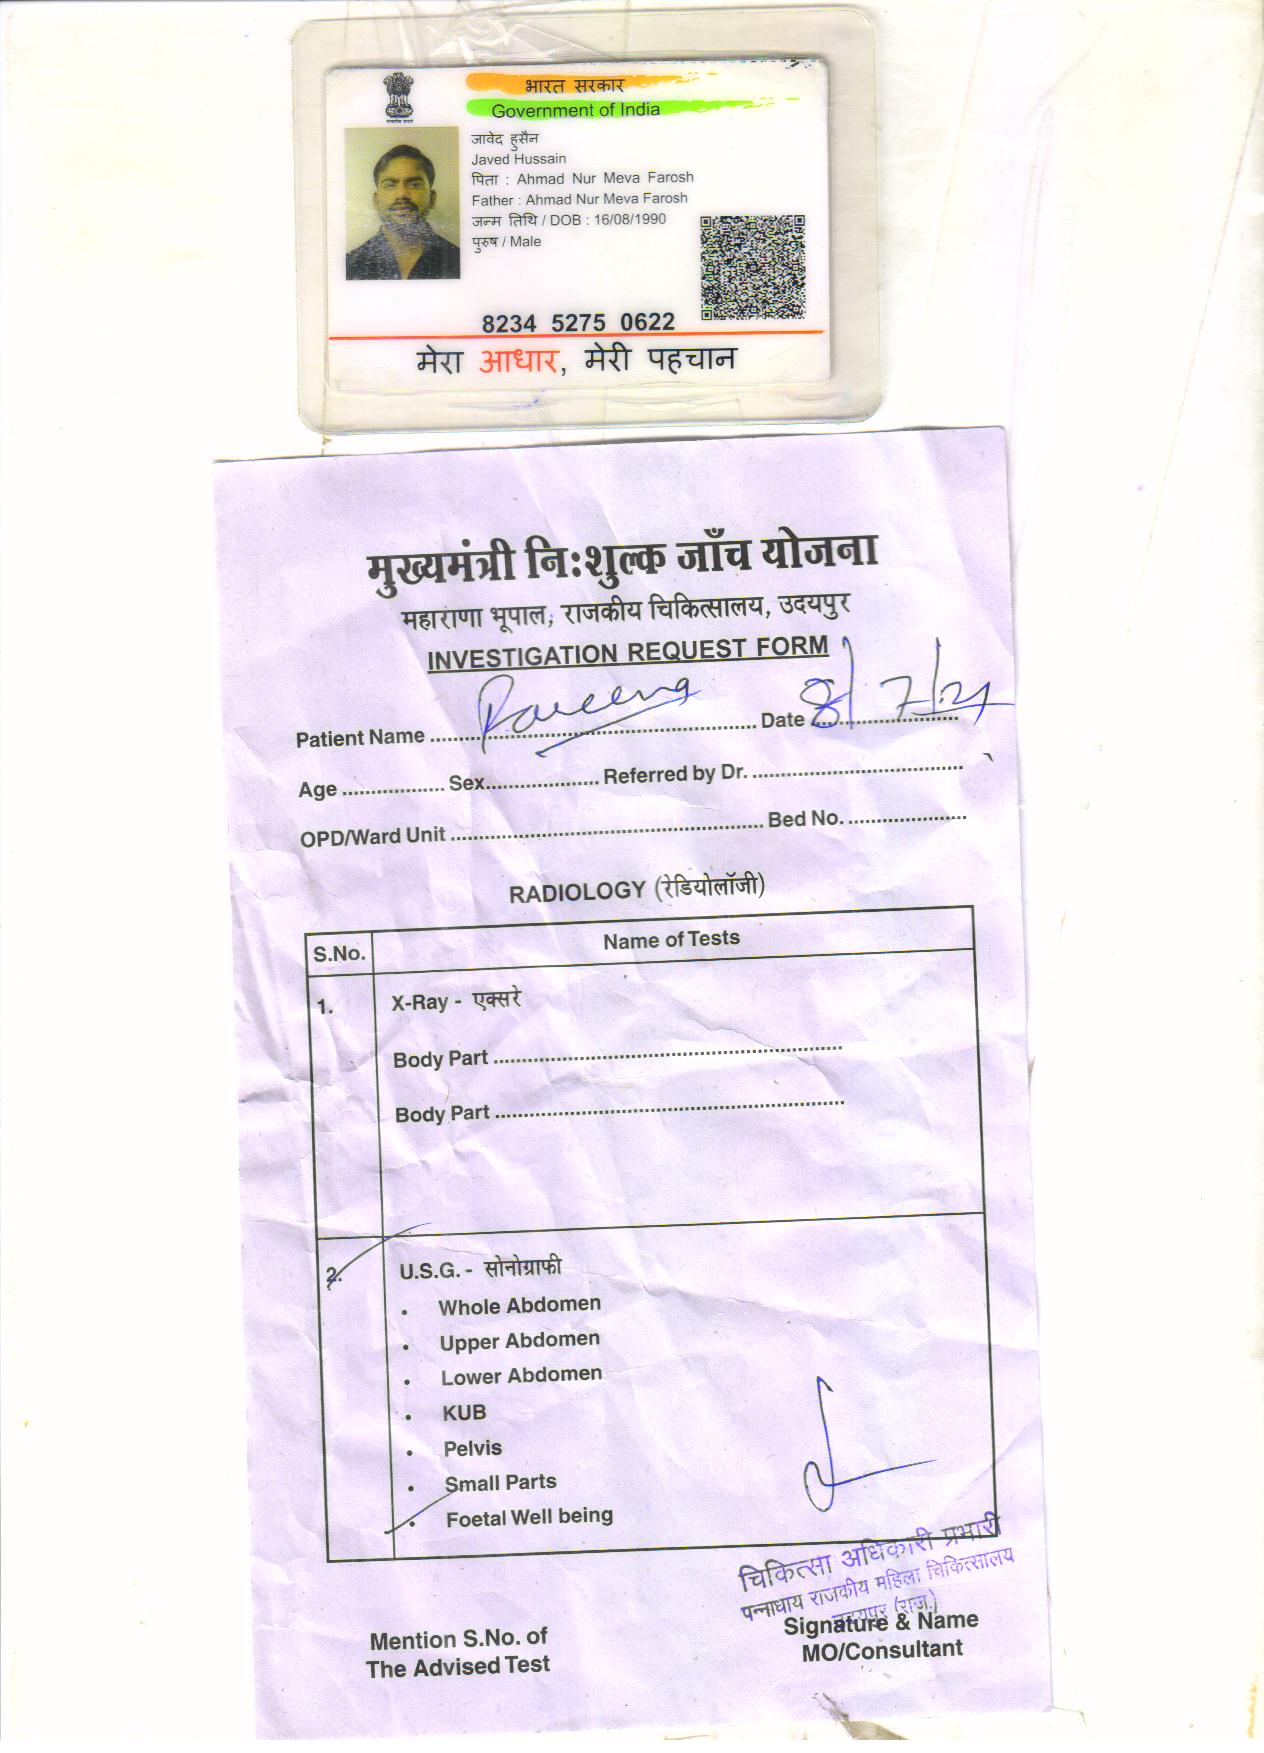 भारत सरकार
Government of India
जावेद हुसैन
Javed Hussain
पिता : Ahmad Nur Meva Farosh
Father : Ahmad Nur Meva Farosh
जन्म तिथि / DOB : 16/08/1990
पुरुष / Male
8234 5275 0622
मेरा आधार, मेरी पहचान
मुख्यमंत्री नि:शुल्क जाँच योजना
महाराणा भूपाल, राजकीय चिकित्सालय, उदयपुर
INVESTIGATION REQUEST FORM
Patient Name ........ Date 8/7/21
Age ........ Sex........ Referred by Dr. ........
OPD/Ward Unit ........ Bed No. ........
RADIOLOGY (रेडियोलॉजी)
S.No. Name of Tests
1. X-Ray - एक्सरे
Body Part ........
Body Part ........
2. U.S.G. - सोनोग्राफी
• Whole Abdomen
• Upper Abdomen
• Lower Abdomen
• KUB
• Pelvis
• Small Parts
• Foetal Well being
चिकित्सा अधिकारी प्रभारी
पन्नाधाय राजकीय महिला चिकित्सालय
उदयपुर (राज.)
Mention S.No. of
The Advised Test
Signature & Name
MO/Consultant